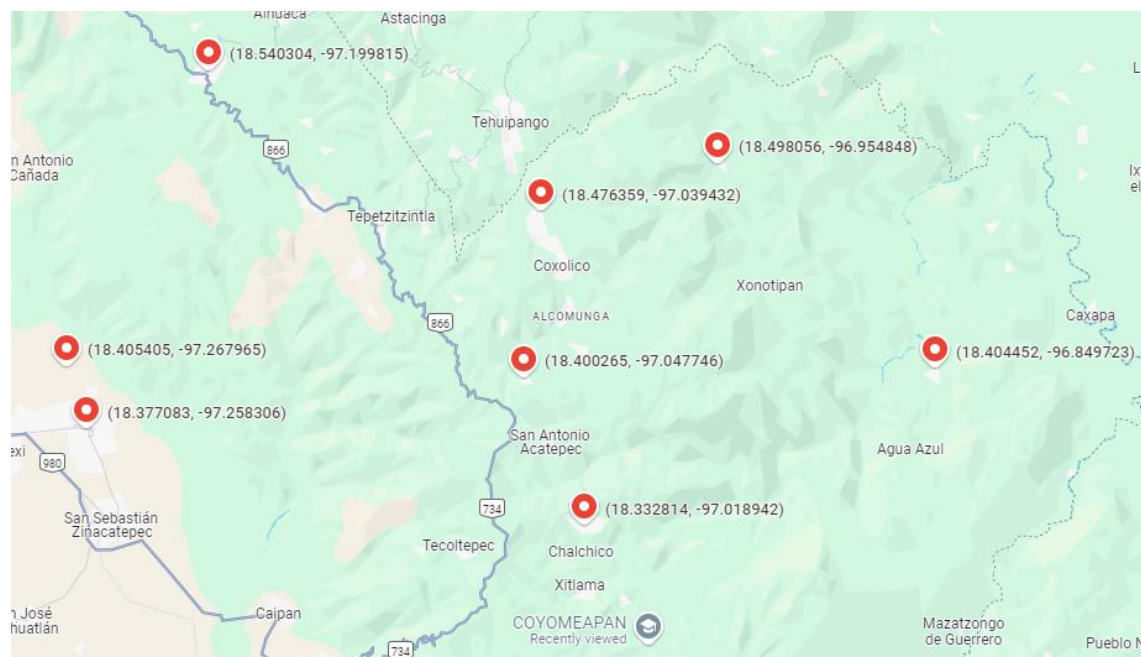 Astacinga
(18.540304, -97.199815)
Tehuipango
866
(18.498056, -96.954848)
n Antonio
Cañada
(18.476359, -97.039432)
Tepetzitzintla
Coxolico
Xonotipan
ALCOMUNGA
866
Caxapa
(18.405405, -97.267965)
(18.400265, -97.047746)
(18.404452, -96.849723)
(18.377083, -97.258306)
San Antonio
Acatepec
Agua Azul
exi
980
734
(18.332814, -97.018942)
San Sebastián
Zinacatepec
Tecoltepec
Chalchico
Xitlama
n José
huatlán
Caipan
COYOMEAPAN
Recently viewed
Mazatzongo
de Guerrero
734
Pueblo N